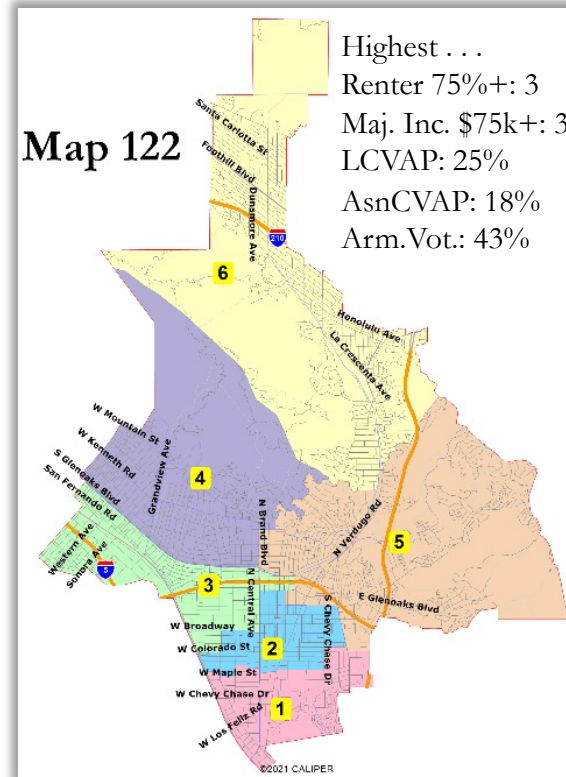 Map 122
Highest . . .
Renter 75%+: 3
Maj. Inc. $75k+: 3
LCVAP: 25%
AsnCVAP: 18%
Arm.Vot.: 43%
Santa Carlotta St
Foothill Blvd
Dunsmore Ave
210
6
Honolulu Ave
La Crescenta Ave
W Mountain St
W Kenneth Rd
Grandview Ave
S Glenoaks Blvd
San Fernando Rd
4
N Brand Blvd
N Verdugo Rd
5
Western Ave
Sonora Ave
5
3
N Central Ave
E Glenoaks Blvd
S Chevy Chase Dr
W Broadway
W Colorado St
2
W Maple St
W Chevy Chase Dr
1
W Los Feliz Rd
©2021 CALIPER